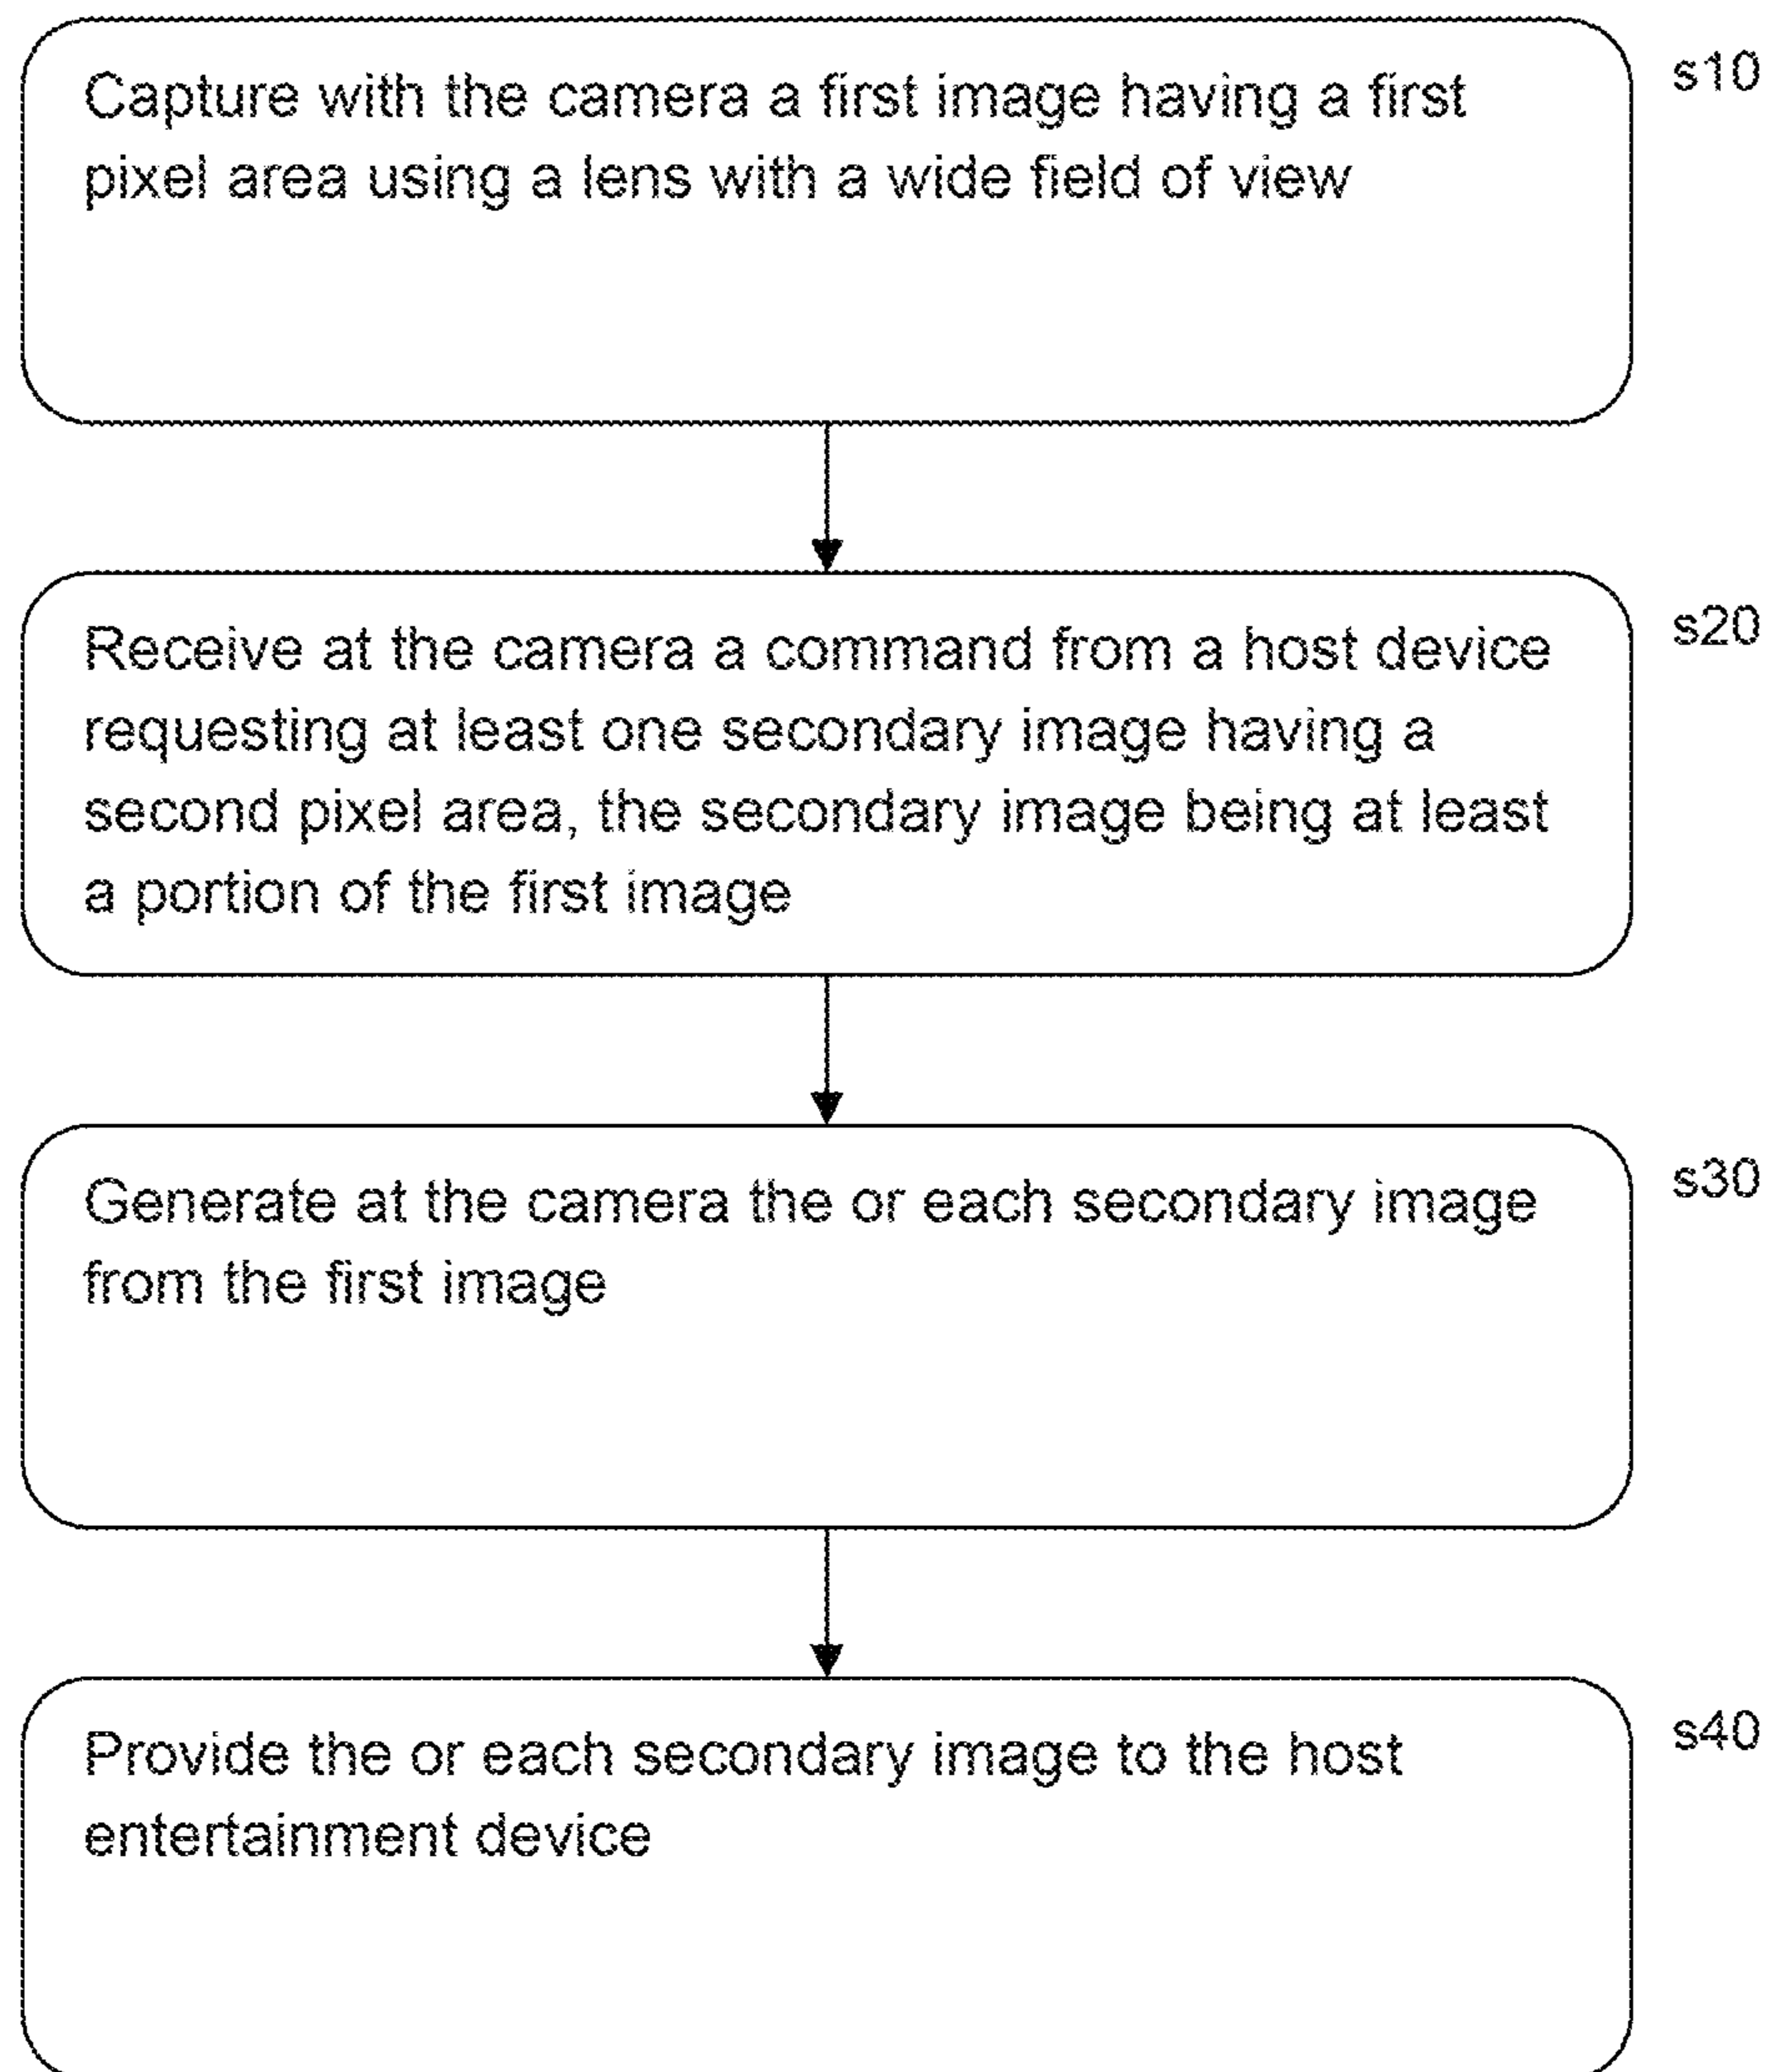 Capture with the camera a first image having a first
pixel area using a lens with a wide field of view
s10
Receive at the camera a command from a host device
requesting at least one secondary image having a
second pixel area, the secondary image being at least
a portion of the first image
s20
Generate at the camera the or each secondary image
from the first image
s30
Provide the or each secondary image to the host
entertainment device
s40